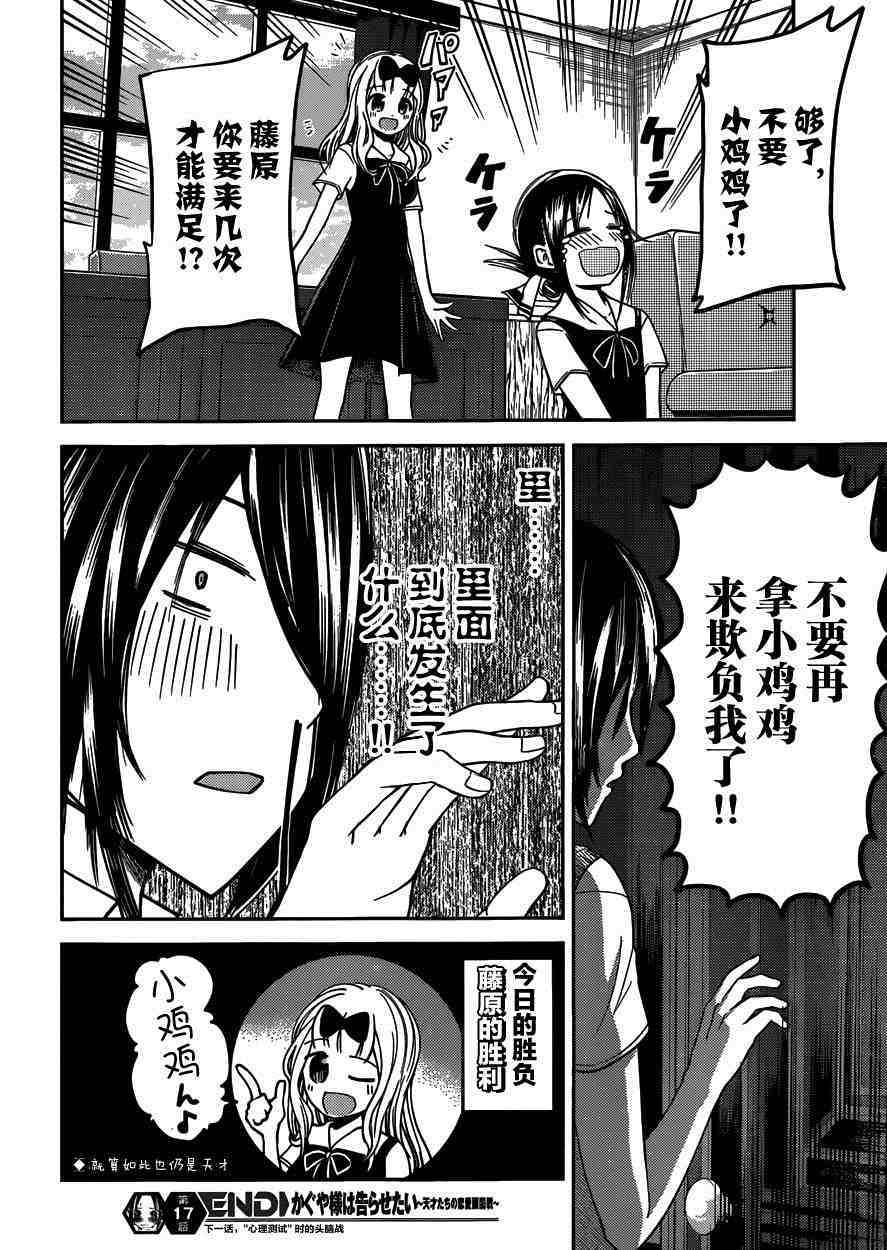 够了，
不要
小鸡鸡了!!
ケラ
ケラ
パァァァ
藤原
你要来几次
才能满足!?
不要再
拿小鸡鸡
来欺负我了!!
里……
里面
到底发生了
什么………!!
今日的胜负
藤原的胜利
小鸡鸡ん♪
◆就算如此也仍是天才
第17话
END
かぐや様は告らせたい～天才たちの恋愛頭脳戦～
下一话，“心理测试”时的头脑战